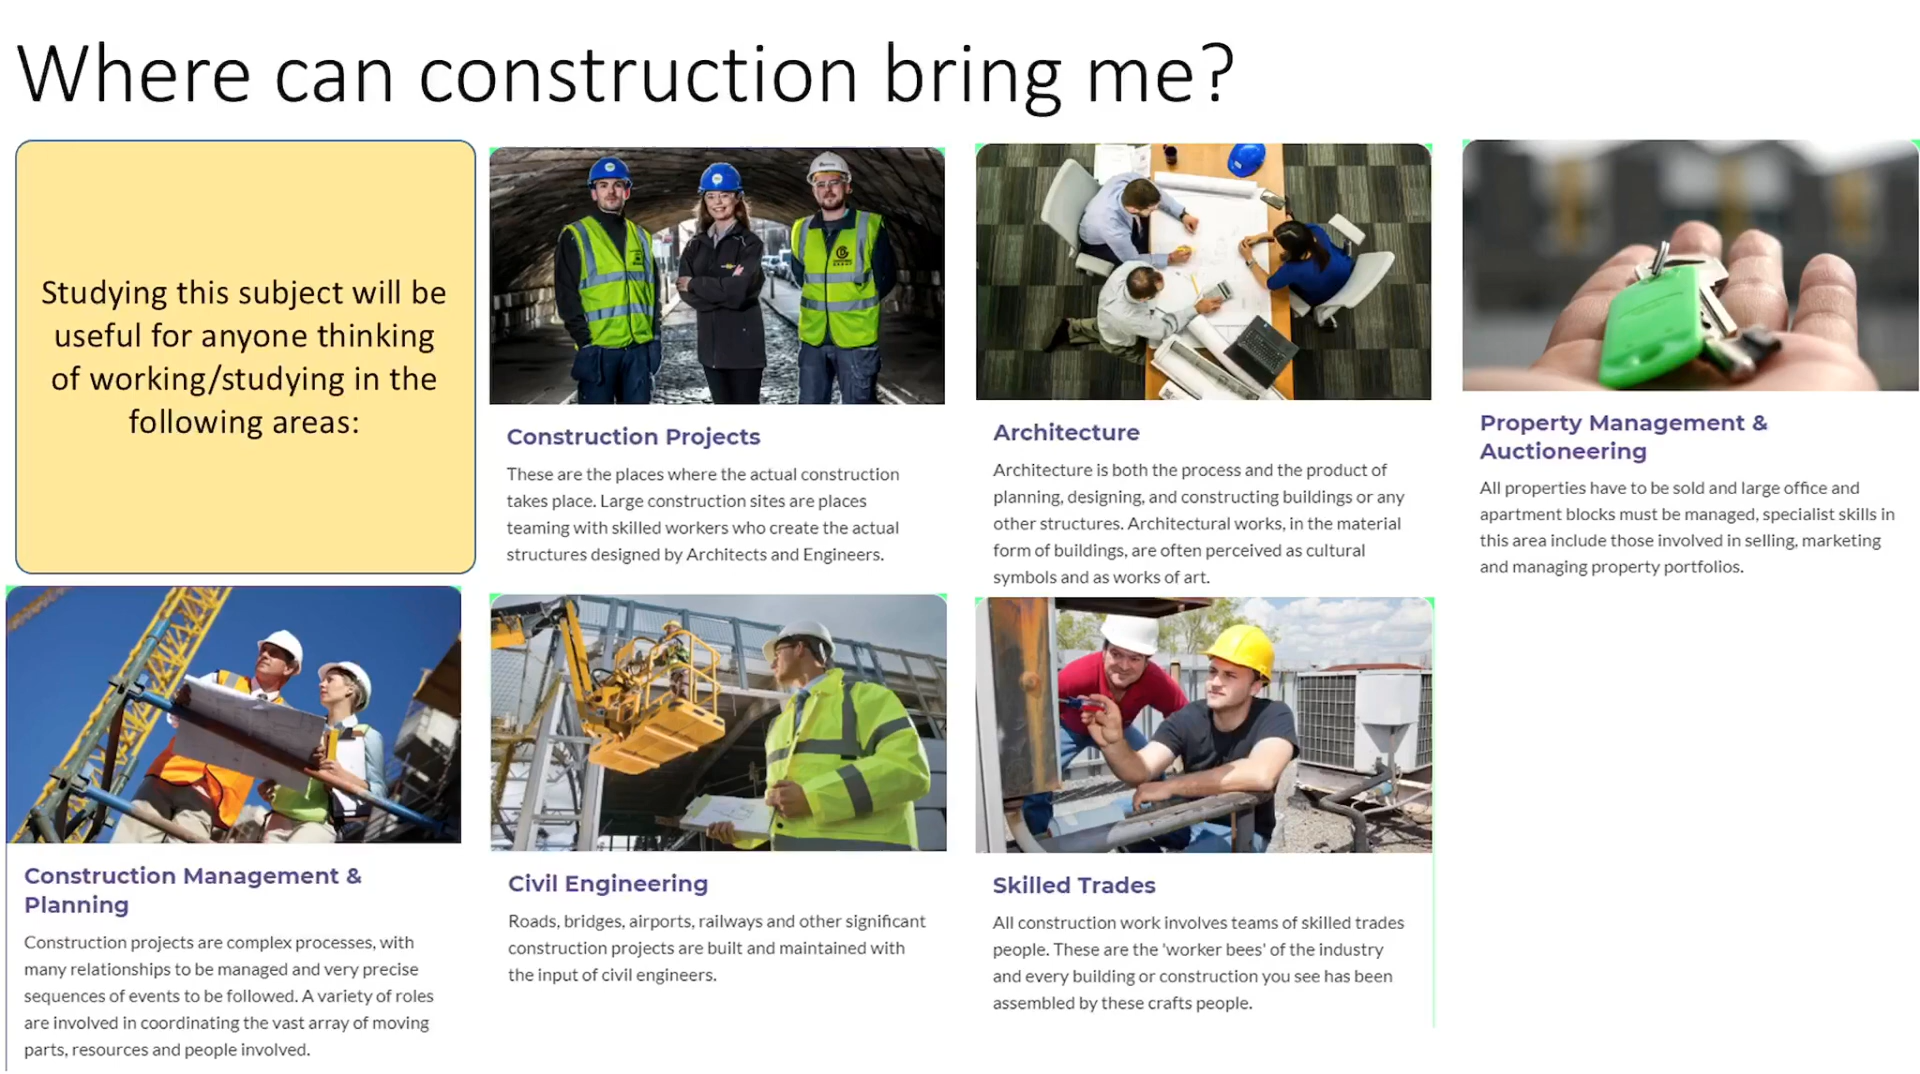 Where can construction bring me?
Studying this subject will be
useful for anyone thinking
of working/studying in the
following areas:
Construction Projects
These are the places where the actual construction
takes place. Large construction sites are places
teaming with skilled workers who create the actual
structures designed by Architects and Engineers.
Architecture
Architecture is both the process and the product of
planning, designing, and constructing buildings or any
other structures. Architectural works, in the material
form of buildings, are often perceived as cultural
symbols and as works of art.
Property Management &
Auctioneering
All properties have to be sold and large office and
apartment blocks must be managed, specialist skills in
this area include those involved in selling, marketing
and managing property portfolios.
Construction Management &
Planning
Construction projects are complex processes, with
many relationships to be managed and very precise
sequences of events to be followed. A variety of roles
are involved in coordinating the vast array of moving
parts, resources and people involved.
Civil Engineering
Roads, bridges, airports, railways and other significant
construction projects are built and maintained with
the input of civil engineers.
Skilled Trades
All construction work involves teams of skilled trades
people. These are the 'worker bees' of the industry
and every building or construction you see has been
assembled by these crafts people.